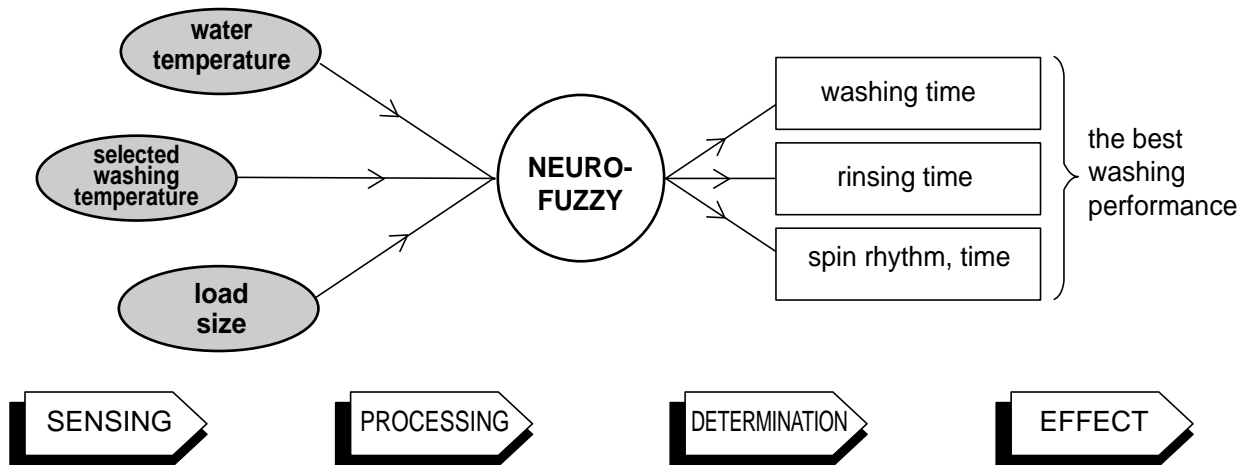 water
temperature
selected
washing
temperature
load
size
NEURO-
FUZZY
washing time
rinsing time
spin rhythm, time
the best
washing
performance
SENSING
PROCESSING
DETERMINATION
EFFECT